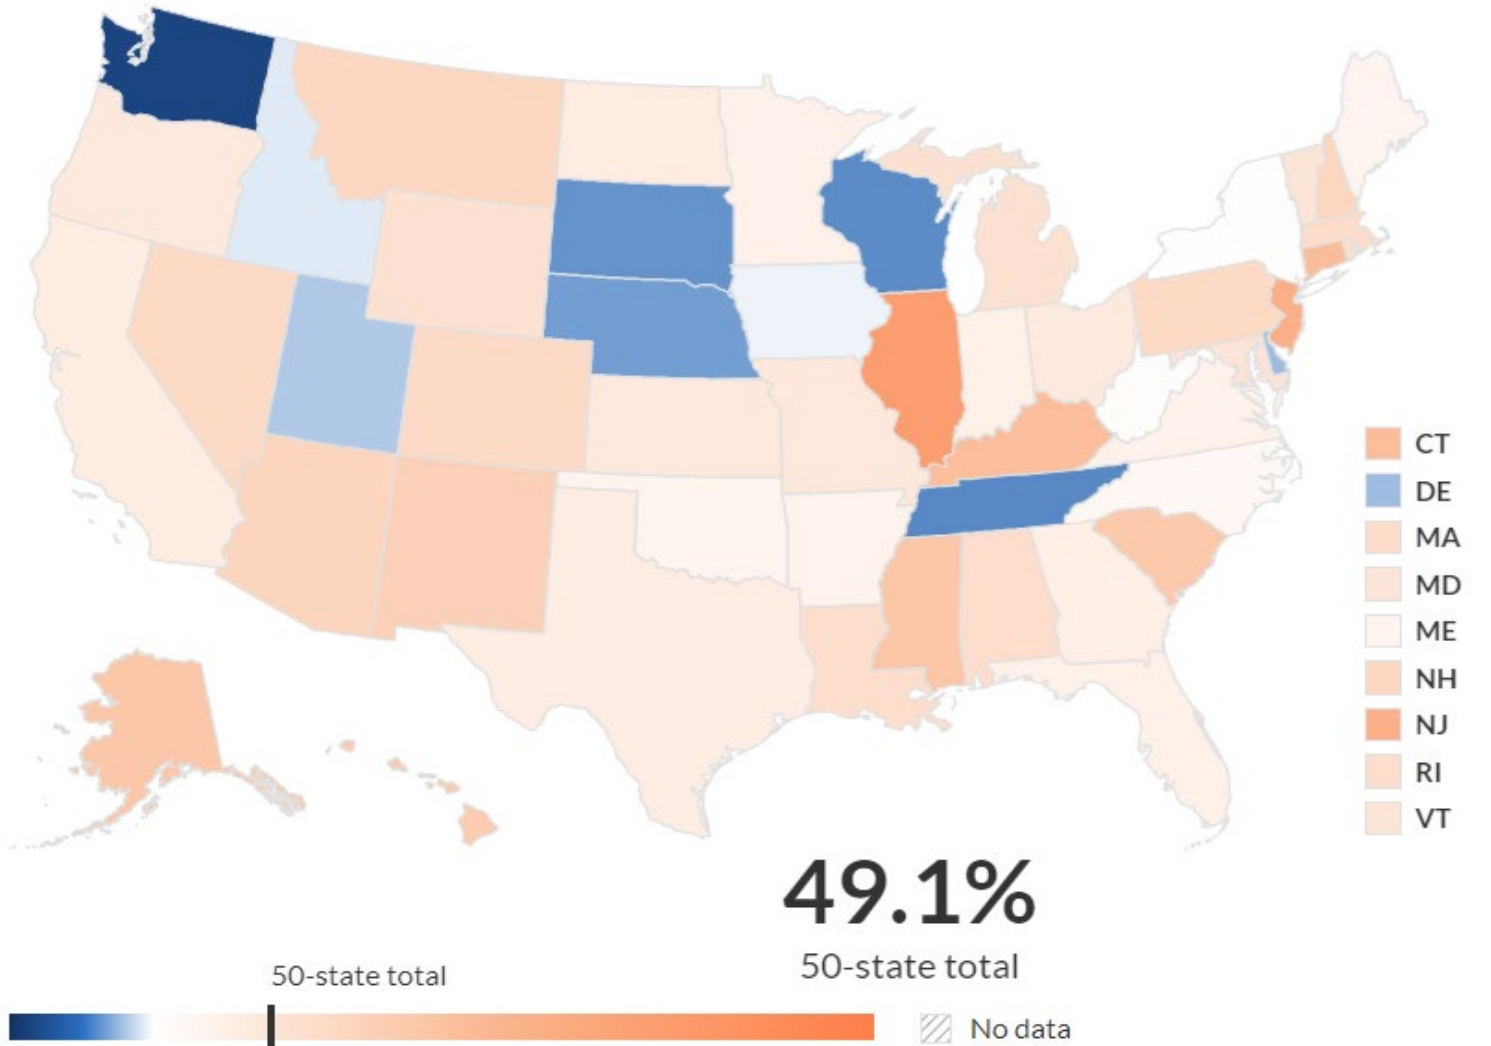 CT
DE
MA
MD
ME
NH
NJ
RI
VT
49.1%
50-state total
50-state total
No data